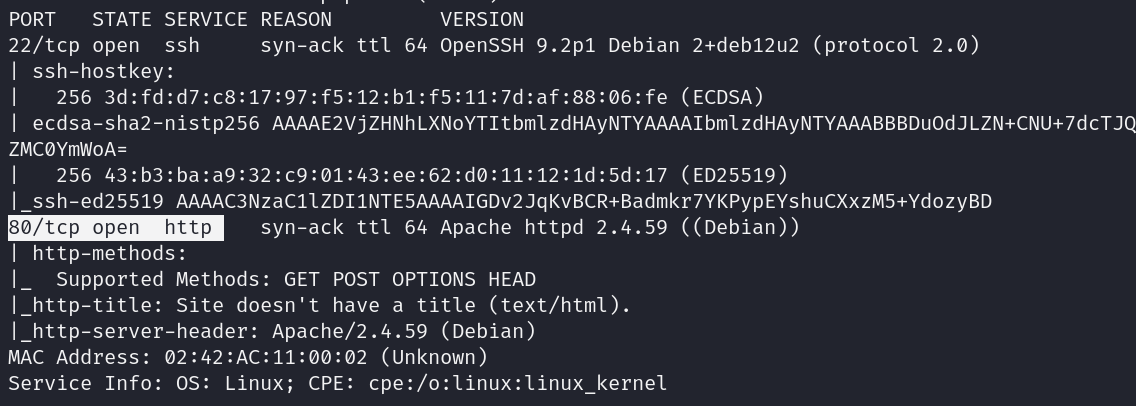 PORT   STATE SERVICE REASON         VERSION
22/tcp open  ssh     syn-ack ttl 64 OpenSSH 9.2p1 Debian 2+deb12u2 (protocol 2.0)
| ssh-hostkey:
|   256 3d:fd:d7:c8:17:97:f5:12:b1:f5:11:7d:af:88:06:fe (ECDSA)
| ecdsa-sha2-nistp256 AAAAE2VjZHNhLXNoYTItbmlzdHAyNTYAAAAIbmlzdHAyNTYAAABBBDuOdJLZN+CNU+7dcTJQ
ZMC0YmWoA=
|   256 43:b3:ba:a9:32:c9:01:43:ee:62:d0:11:12:1d:5d:17 (ED25519)
|_ssh-ed25519 AAAAC3NzaC1lZDI1NTE5AAAAIGDv2JqKvBCR+Badmkr7YKPypEYshuCXxzM5+YdozyBD
80/tcp open  http    syn-ack ttl 64 Apache httpd 2.4.59 ((Debian))
| http-methods:
|_  Supported Methods: GET POST OPTIONS HEAD
|_http-title: Site doesn't have a title (text/html).
|_http-server-header: Apache/2.4.59 (Debian)
MAC Address: 02:42:AC:11:00:02 (Unknown)
Service Info: OS: Linux; CPE: cpe:/o:linux:linux_kernel